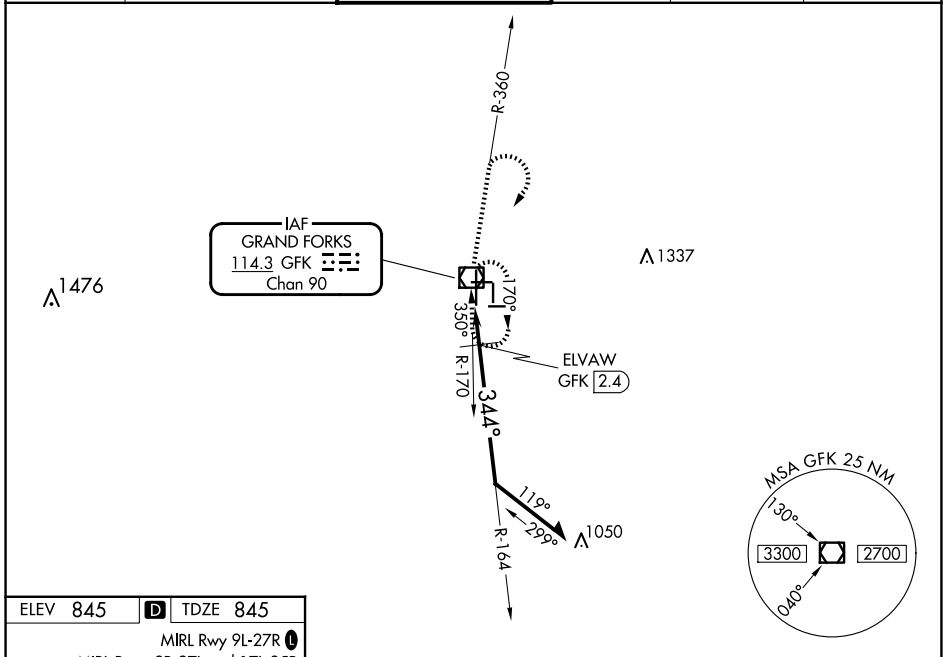 R-360
IAF
GRAND FORKS
114.3 GFK
Chan 90
1337
1476
170°
350°
R-170
ELVAW
GFK 2.4
344°
119°
299°
1050
R-164
MSA GFK 25 NM
130°
3300
2700
040°
ELEV 845 D TDZE 845
MIRL Rwy 9L-27R L